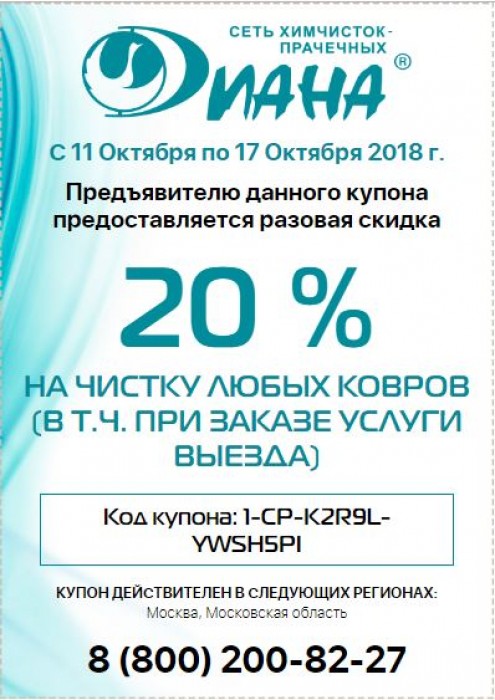 СЕТЬ ХИМЧИСТОК-
ПРАЧЕЧНЫХ
ДИАНА®
С 11 Октября по 17 Октября 2018 г.
Предъявителю данного купона
предоставляется разовая скидка
20 %
НА ЧИСТКУ ЛЮБЫХ КОВРОВ
(В Т.Ч. ПРИ ЗАКАЗЕ УСЛУГИ
ВЫЕЗДА)
Код купона: 1-CP-K2R9L-
YWSH5PI
КУПОН ДЕЙСТВИТЕЛЕН В СЛЕДУЮЩИХ РЕГИОНАХ:
Москва, Московская область
8 (800) 200-82-27